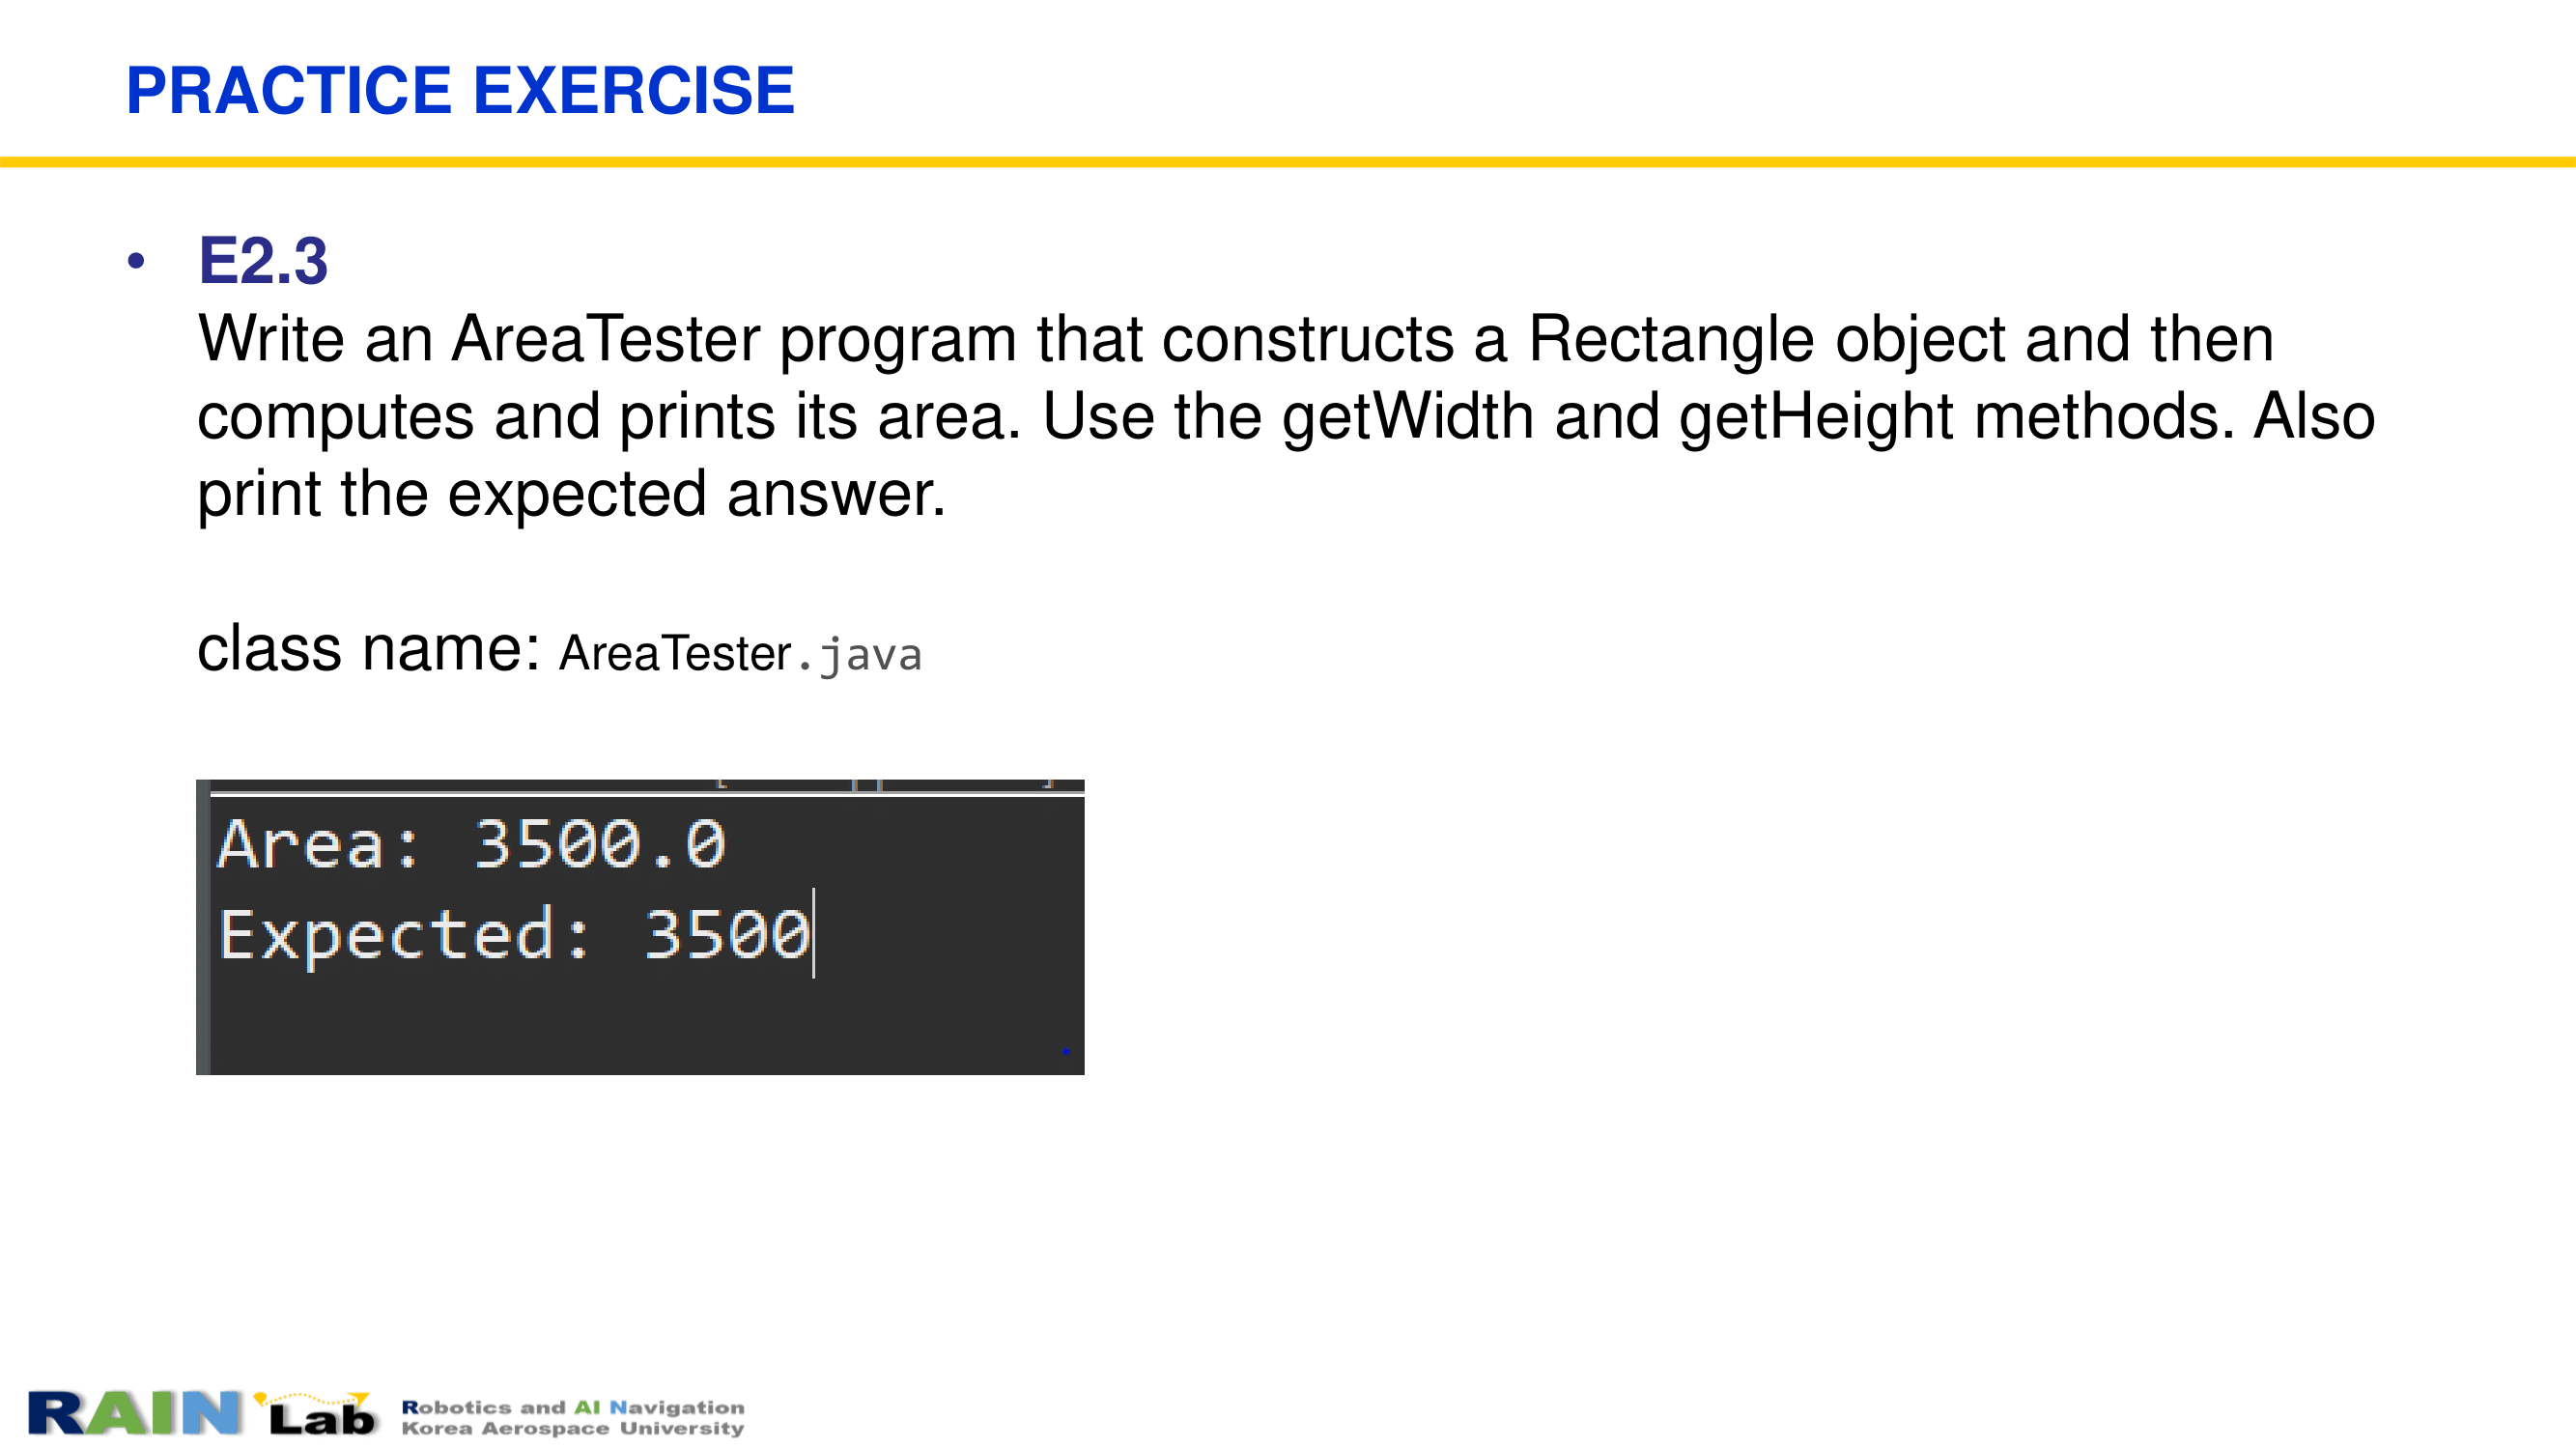 PRACTICE EXERCISE
• E2.3
Write an AreaTester program that constructs a Rectangle object and then
computes and prints its area. Use the getWidth and getHeight methods. Also
print the expected answer.
class name: AreaTester.java
Area: 3500.0
Expected: 3500
RAIN Lab
Robotics and AI Navigation
Korea Aerospace University